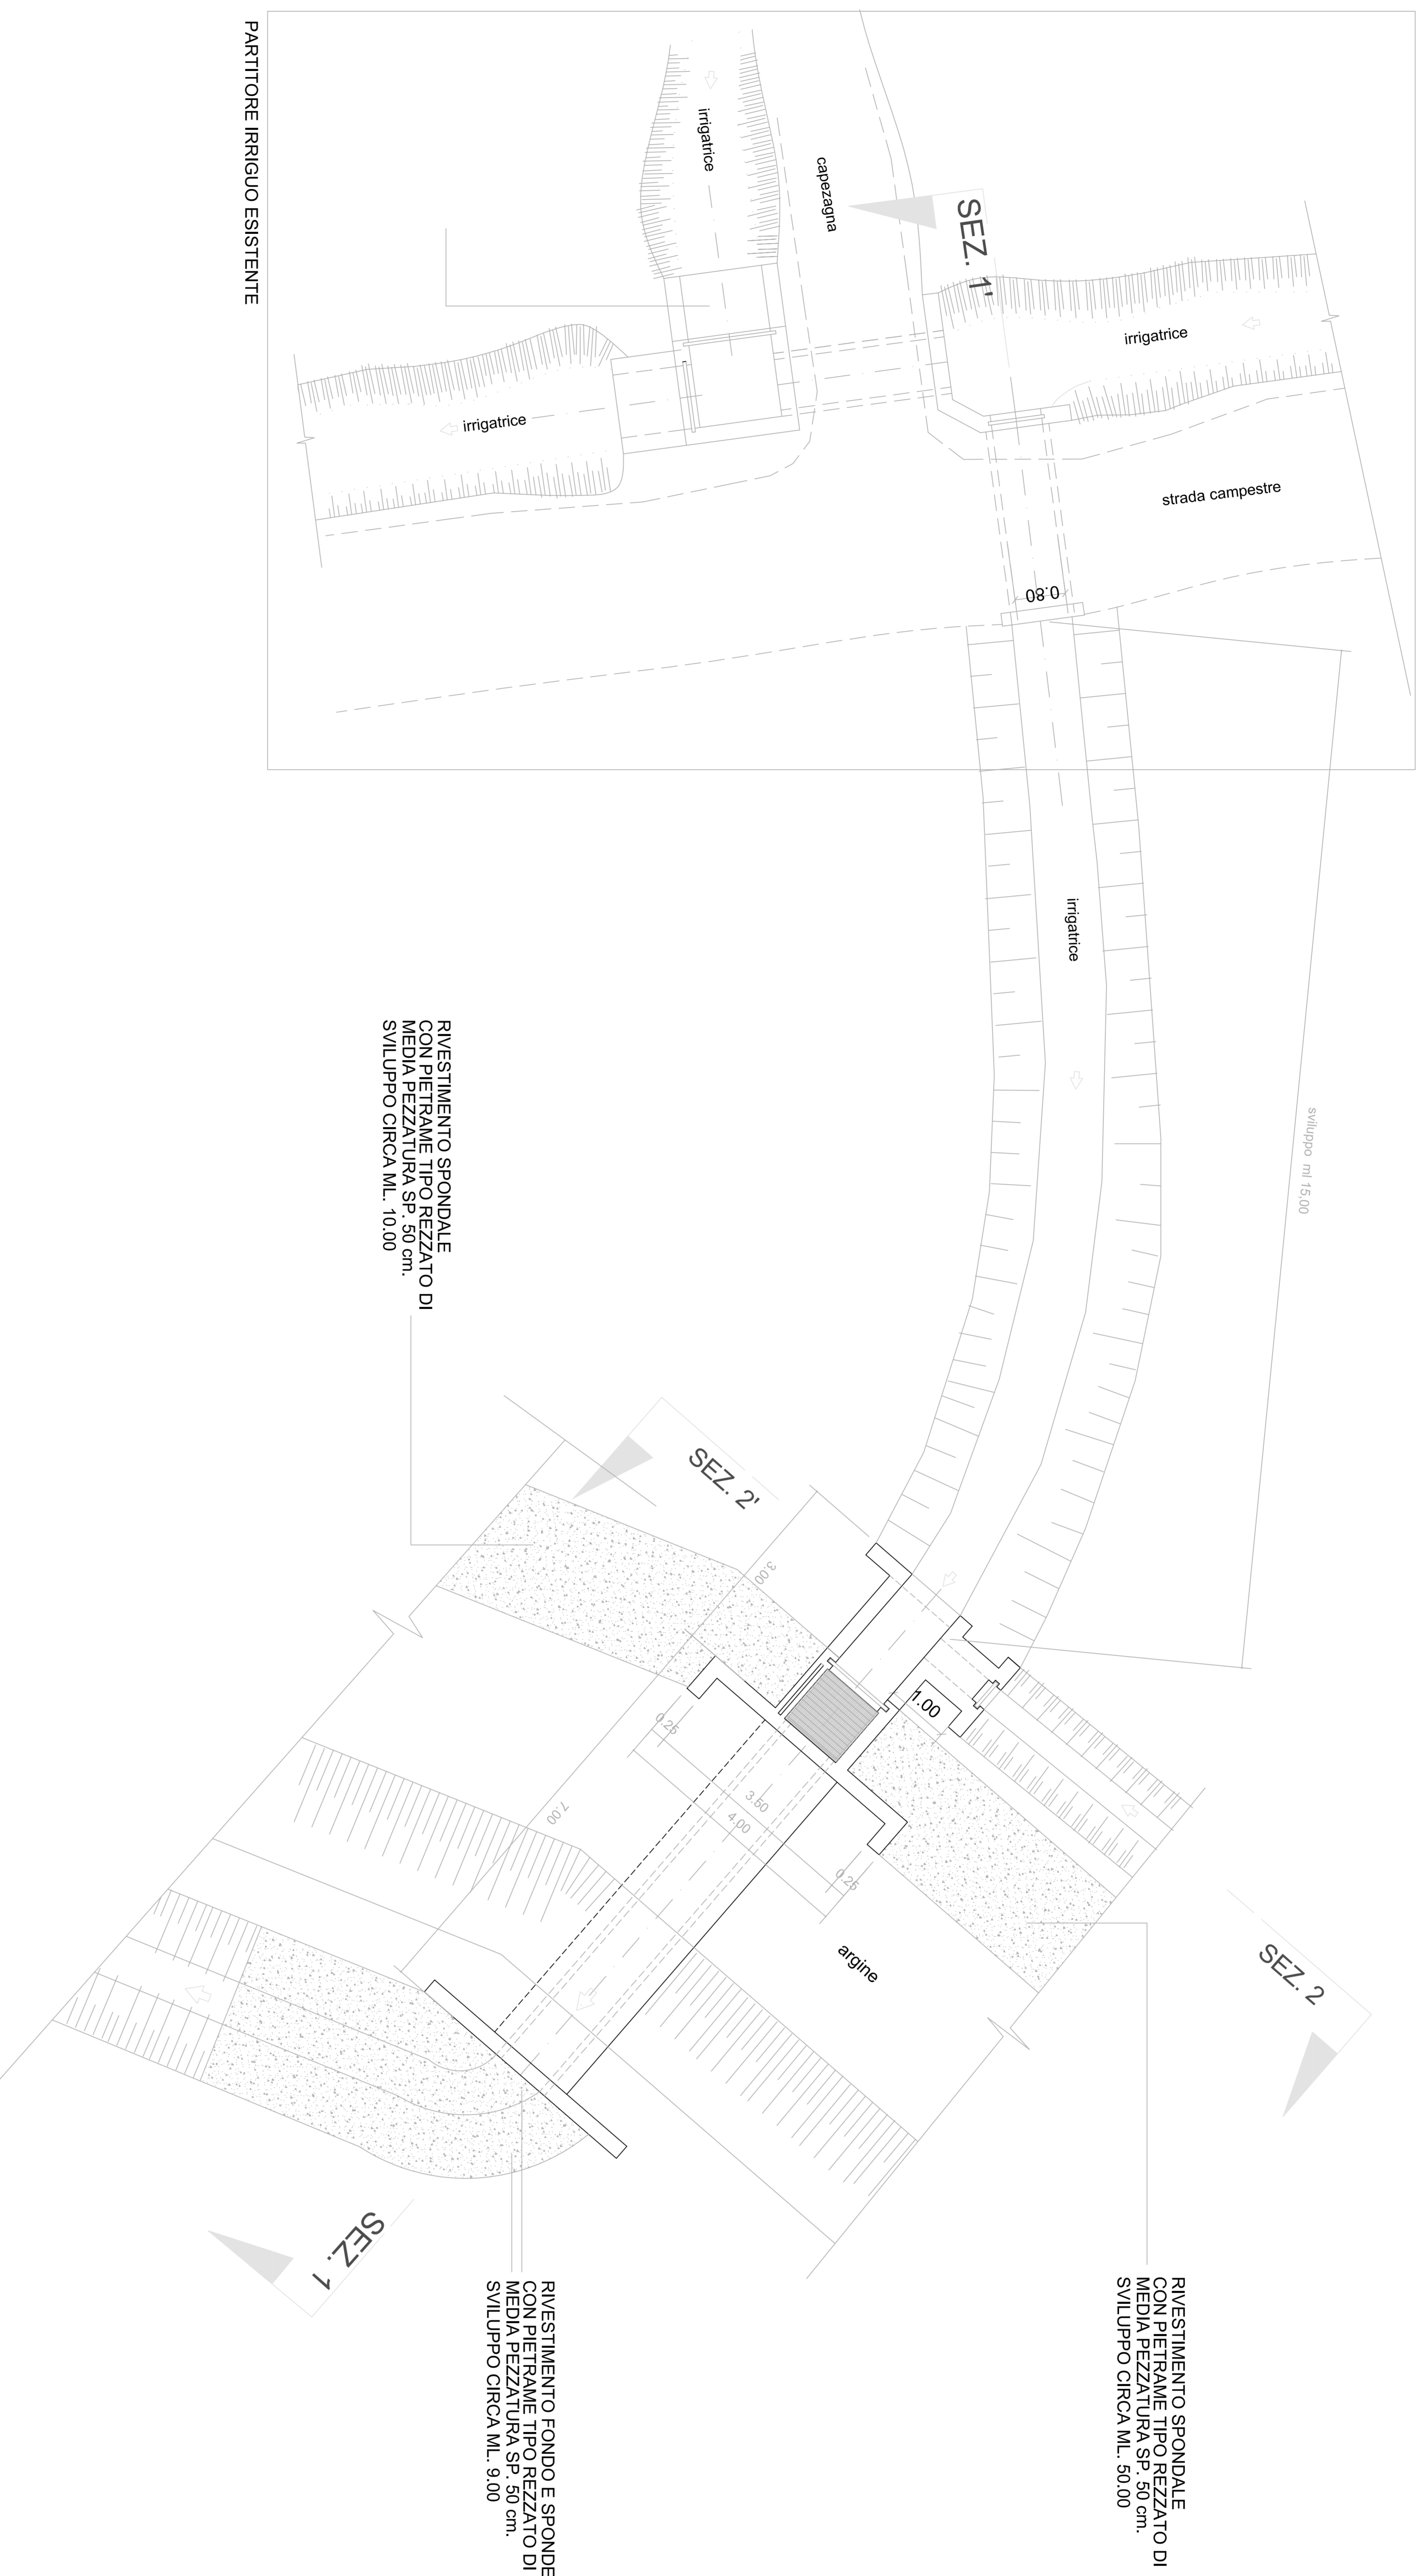 PARTITORE IRRIGUO ESISTENTE
irrigatrice
capezagna
SEZ. 1'
irrigatrice
irrigatrice
strada campestre
0.80
irrigatrice
sviluppo ml 15.00
RIVESTIMENTO SPONDALE
CON PIETRAME TIPO REZZATO DI
MEDIA PEZZATURA SP. 50 cm.
SVILUPPO CIRCA ML. 10.00
SEZ. 2'
3.00
1.00
0.25
3.50
4.00
0.25
7.00
argine
SEZ. 2
SEZ. 1
RIVESTIMENTO FONDO E SPONDE
CON PIETRAME TIPO REZZATO DI
MEDIA PEZZATURA SP. 50 cm.
SVILUPPO CIRCA ML. 9.00
RIVESTIMENTO SPONDALE
CON PIETRAME TIPO REZZATO DI
MEDIA PEZZATURA SP. 50 cm.
SVILUPPO CIRCA ML. 50.00